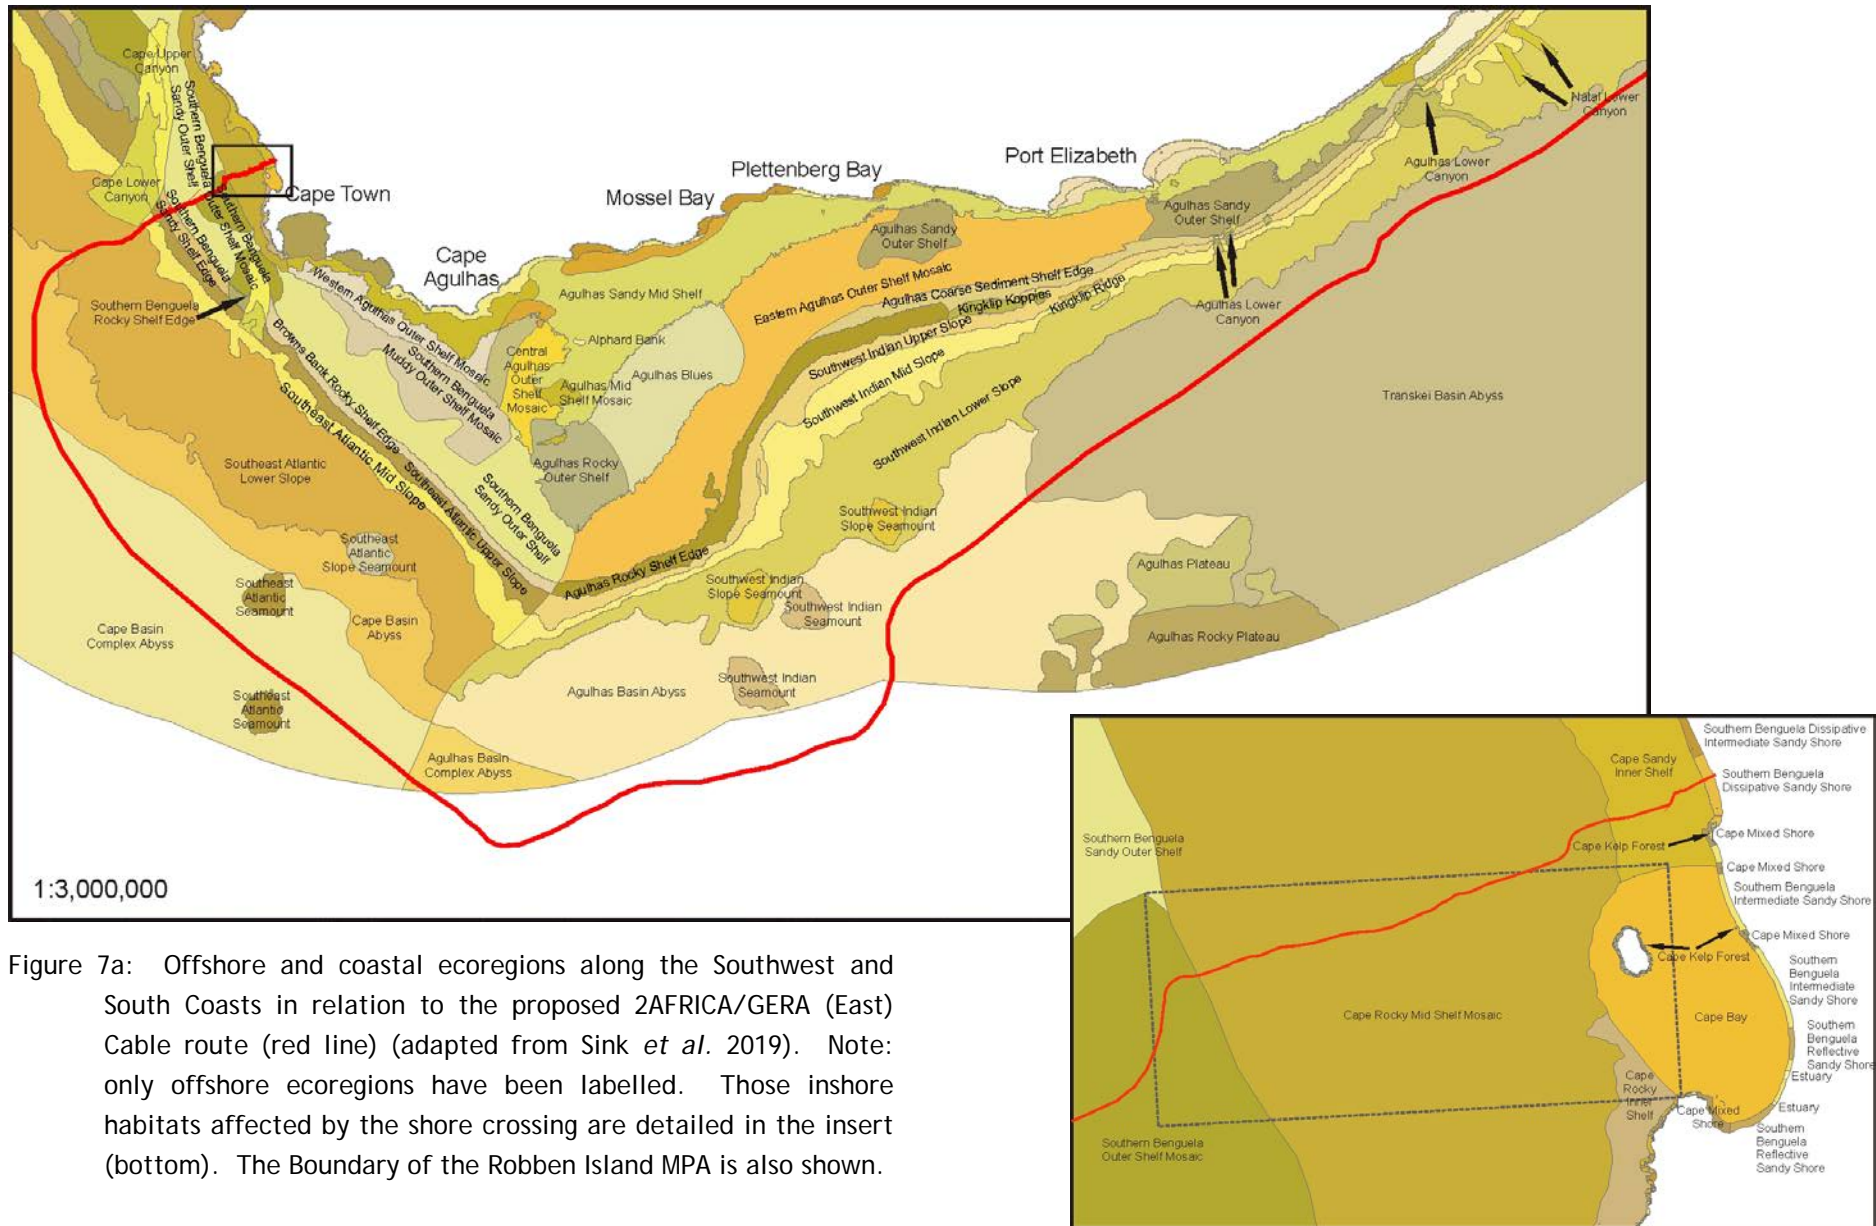 Cape Upper
Canyon
Southern Benguela
Sandy Outer Shelf
Cape Lower
Canyon
Southern Benguela
Sandy Shelf Edge
Southern Benguela
Outer Shelf Mosaic
Southern Benguela
Rocky Shelf Edge
Cape Town
Cape
Agulhas
Mossel Bay
Plettenberg Bay
Port Elizabeth
Natal Lower
Canyon
Agulhas Lower
Canyon
Agulhas Sandy
Outer Shelf
Agulhas Sandy
Outer Shelf
Agulhas Lower
Canyon
Western Agulhas Outer Shelf Mosaic
Southern Benguela
Muddy Outer Shelf Mosaic
Browns Bank Rocky Shelf Edge
Southeast Atlantic Upper Slope
Southeast Atlantic Mid Slope
Southern Benguela
Sandy Outer Shelf
Agulhas Sandy Mid Shelf
Alphard Bank
Central
Agulhas
Outer
Shelf
Mosaic
Agulhas Mid
Shelf Mosaic
Agulhas Blues
Agulhas Rocky
Outer Shelf
Eastern Agulhas Outer Shelf Mosaic
Agulhas Coarse Sediment Shelf Edge
Kingklip Koppies
Kingklip Ridge
Southwest Indian Upper Slope
Southwest Indian Mid Slope
Southwest Indian Lower Slope
Agulhas Rocky Shelf Edge
Transkei Basin Abyss
Southeast Atlantic
Lower Slope
Southeast
Atlantic
Slope Seamount
Southeast
Atlantic
Seamount
Cape Basin
Abyss
Cape Basin
Complex Abyss
Southeast
Atlantic
Seamount
Southwest Indian
Slope Seamount
Southwest Indian
Slope Seamount
Southwest Indian
Seamount
Southwest Indian
Seamount
Agulhas Basin Abyss
Agulhas Basin
Complex Abyss
Agulhas Plateau
Agulhas Rocky Plateau
1:3,000,000
Southern Benguela Dissipative
Intermediate Sandy Shore
Cape Sandy
Inner Shelf
Southern Benguela
Dissipative Sandy Shore
Southern Benguela
Sandy Outer Shelf
Cape Mixed Shore
Cape Kelp Forest
Cape Mixed Shore
Southern Benguela
Intermediate Sandy Shore
Cape Mixed Shore
Cape Kelp Forest
Southern
Benguela
Intermediate
Sandy Shore
Cape Rocky Mid Shelf Mosaic
Cape Bay
Southern
Benguela
Reflective
Sandy Shore
Estuary
Cape
Rocky
Inner
Shelf
Cape Mixed
Shore
Estuary
Southern
Benguela
Reflective
Sandy Shore
Southern Benguela
Outer Shelf Mosaic
Figure 7a: Offshore and coastal ecoregions along the Southwest and
South Coasts in relation to the proposed 2AFRICA/GERA (East)
Cable route (red line) (adapted from Sink et al. 2019). Note:
only offshore ecoregions have been labelled. Those inshore
habitats affected by the shore crossing are detailed in the insert
(bottom). The Boundary of the Robben Island MPA is also shown.